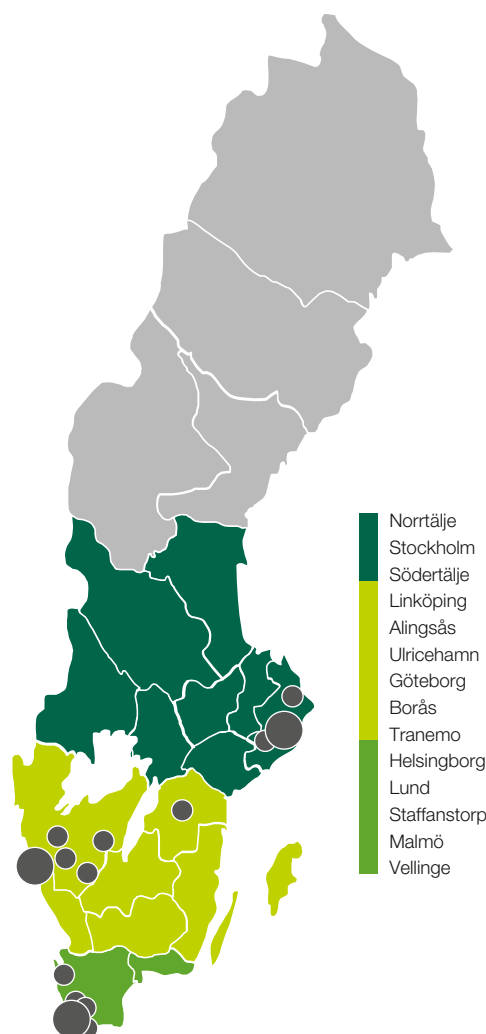 Norrtälje
Stockholm
Södertälje
Linköping
Alingsås
Ulricehamn
Göteborg
Borås
Tranemo
Helsingborg
Lund
Staffanstorp
Malmö
Vellinge